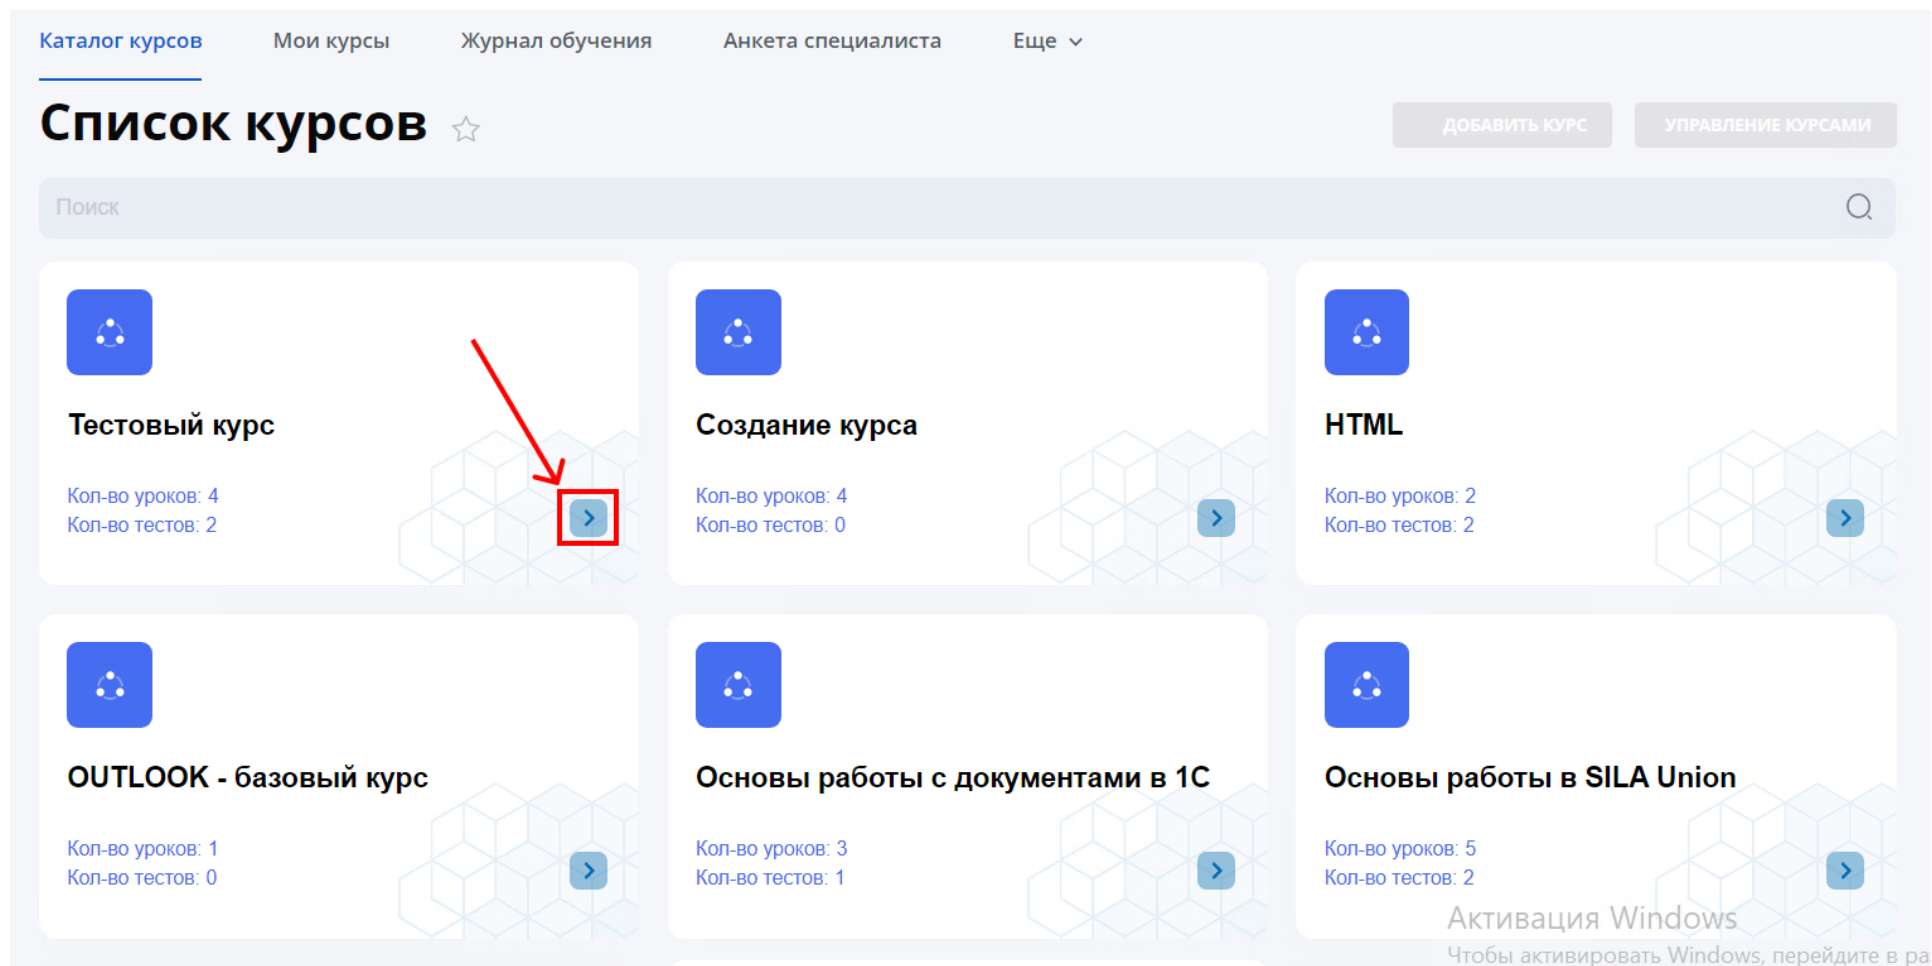 Каталог курсов Мои курсы Журнал обучения Анкета специалиста Еще
Список курсов
ДОБАВИТЬ КУРС УПРАВЛЕНИЕ КУРСАМИ
Поиск
Тестовый курс
Кол-во уроков: 4
Кол-во тестов: 2
Создание курса
Кол-во уроков: 4
Кол-во тестов: 0
HTML
Кол-во уроков: 2
Кол-во тестов: 2
OUTLOOK - базовый курс
Кол-во уроков: 1
Кол-во тестов: 0
Основы работы с документами в 1С
Кол-во уроков: 3
Кол-во тестов: 1
Основы работы в SILA Union
Кол-во уроков: 5
Кол-во тестов: 2
Активация Windows
Чтобы активировать Windows, перейдите в ра